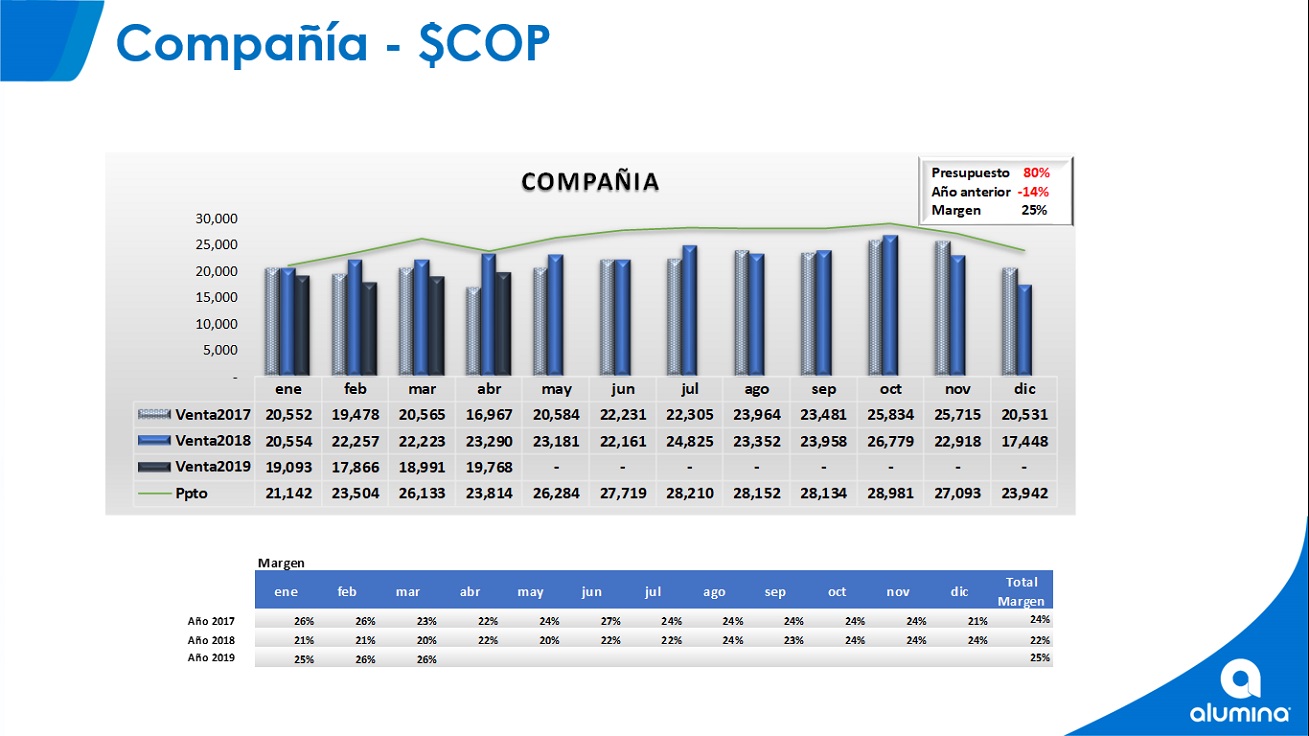 Compañía - $COP
COMPAÑIA
Presupuesto 80%
Año anterior -14%
Margen 25%
30,000
25,000
20,000
15,000
10,000
5,000
-
ene feb mar abr may jun jul ago sep oct nov dic
Venta2017 20,552 19,478 20,565 16,967 20,584 22,231 22,305 23,964 23,481 25,834 25,715 20,531
Venta2018 20,554 22,257 22,223 23,290 23,181 22,161 24,825 23,352 23,958 26,779 22,918 17,448
Venta2019 19,093 17,866 18,991 19,768 - - - - - - - -
Ppto 21,142 23,504 26,133 23,814 26,284 27,719 28,210 28,152 28,134 28,981 27,093 23,942
Margen
ene feb mar abr may jun jul ago sep oct nov dic Total
Margen
Año 2017 26% 26% 23% 22% 24% 27% 24% 24% 24% 24% 24% 21% 24%
Año 2018 21% 21% 20% 22% 20% 22% 22% 24% 23% 24% 24% 24% 22%
Año 2019 25% 26% 26% 25%
alumina